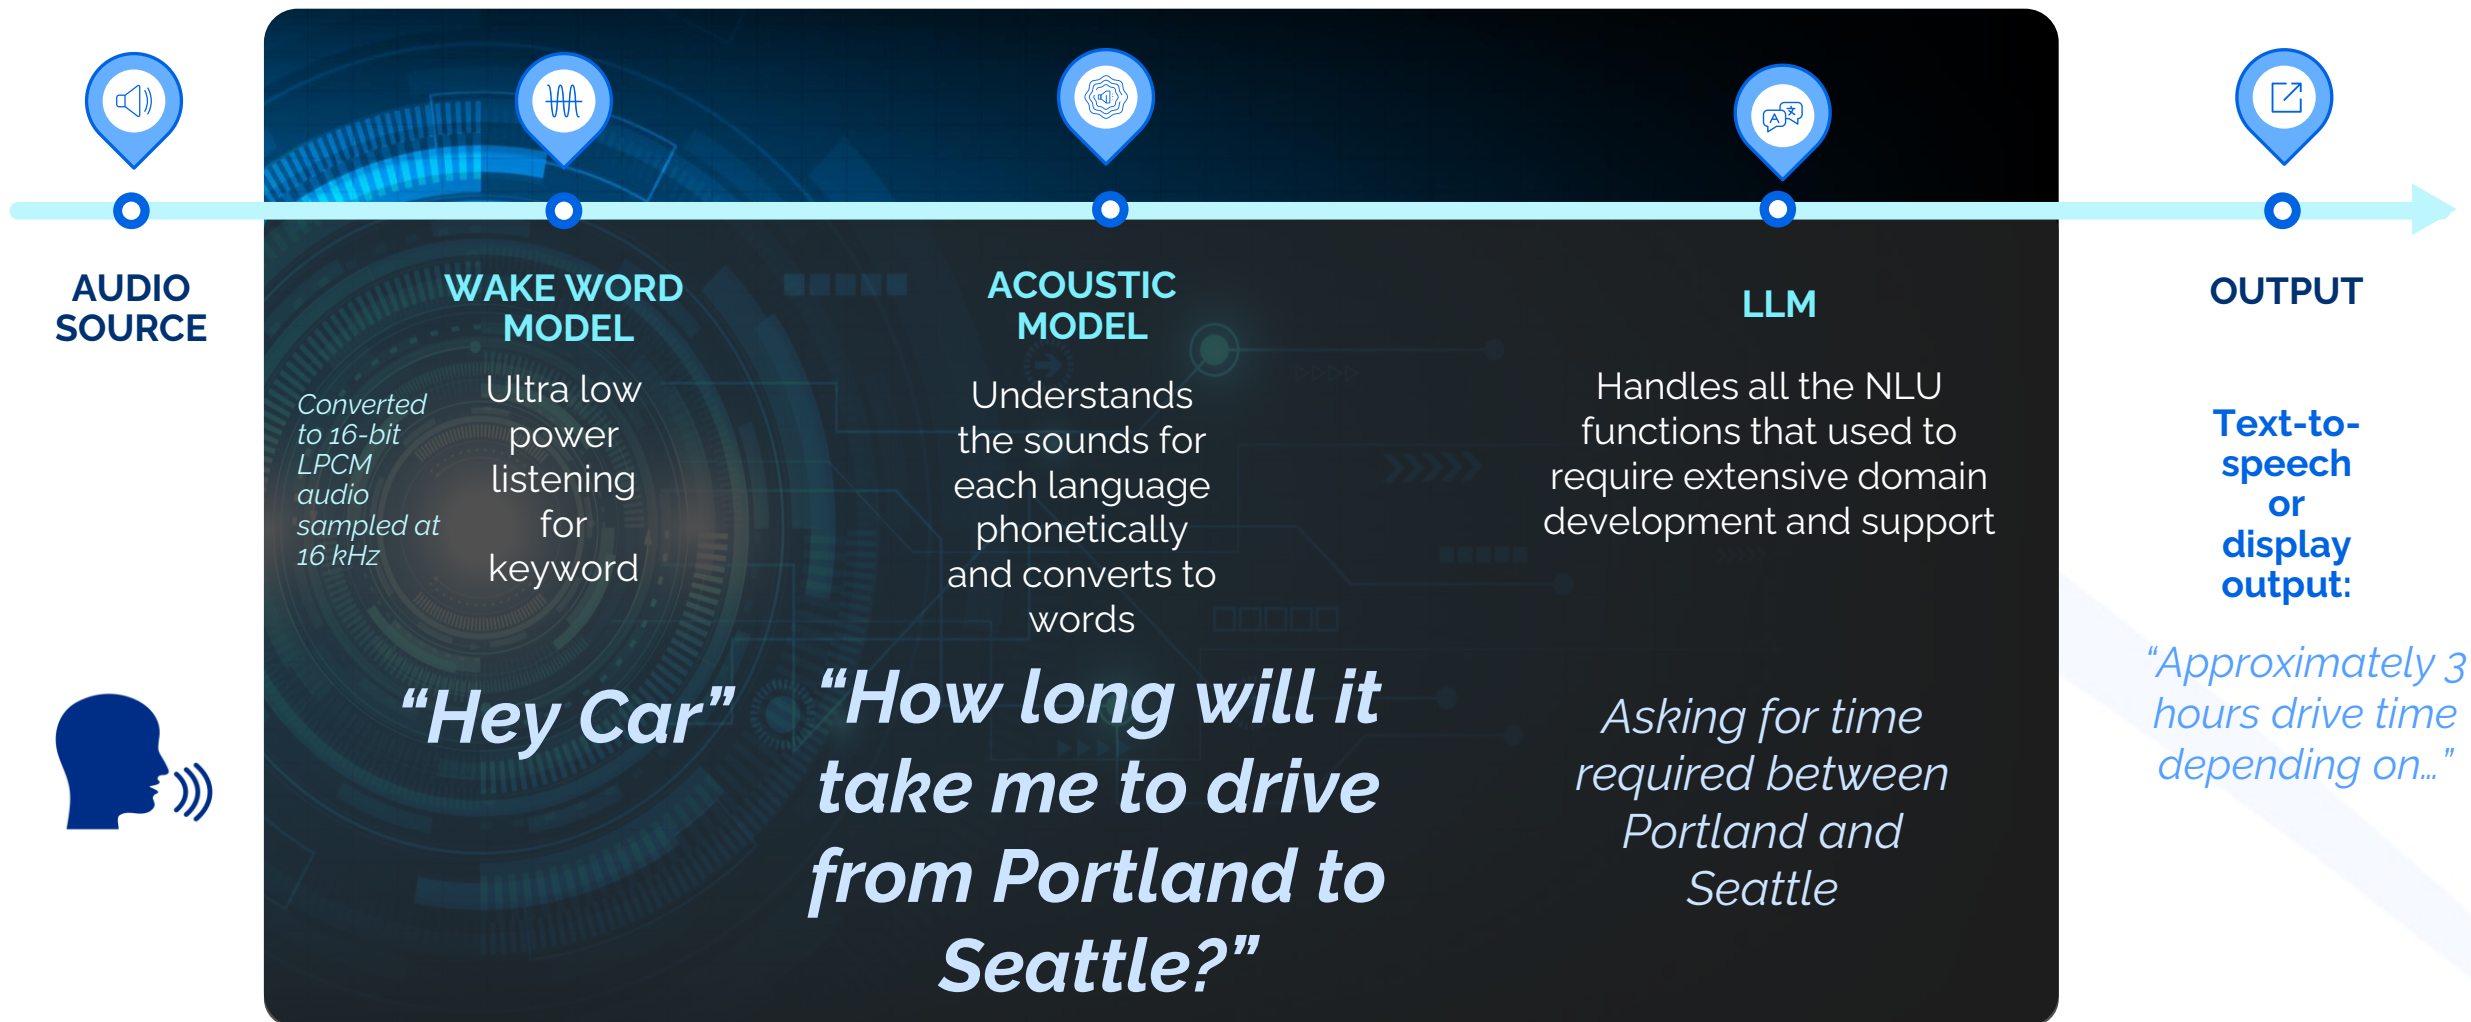 AUDIO
SOURCE
Converted
to 16-bit
LPCM
audio
sampled at
16 kHz
WAKE WORD
MODEL
Ultra low
power
listening
for
keyword
“Hey Car”
ACOUSTIC
MODEL
Understands
the sounds for
each language
phonetically
and converts to
words
“How long will it
take me to drive
from Portland to
Seattle?”
LLM
Handles all the NLU
functions that used to
require extensive domain
development and support
Asking for time
required between
Portland and
Seattle
OUTPUT
Text-to-
speech
or
display
output:
“Approximately 3
hours drive time
depending on...”